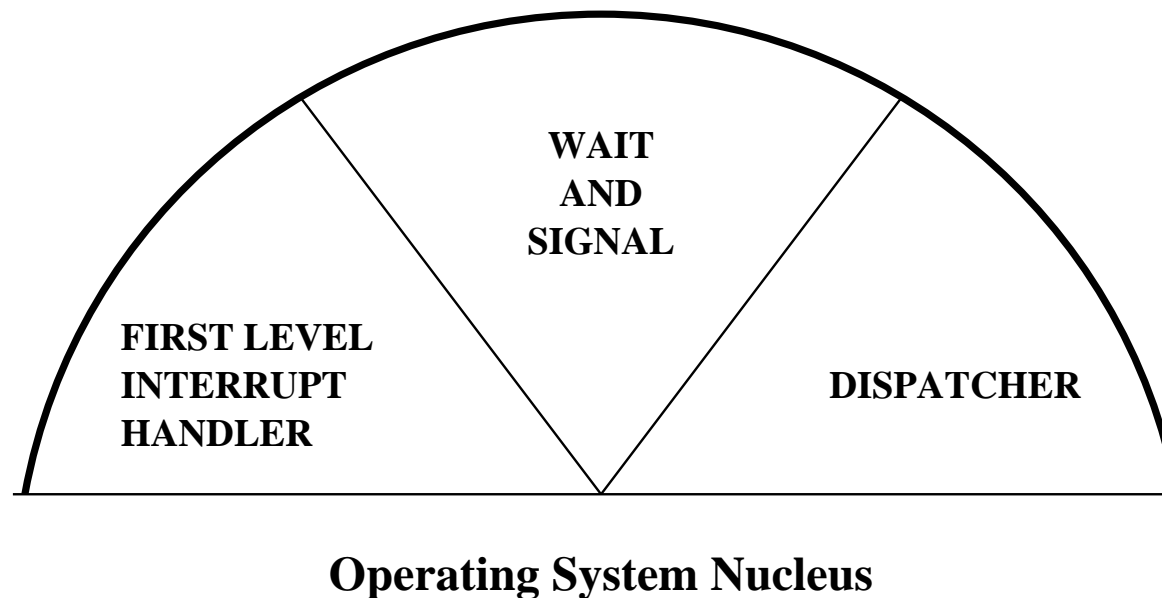 WAIT
AND
SIGNAL
FIRST LEVEL
INTERRUPT
HANDLER
DISPATCHER
Operating System Nucleus